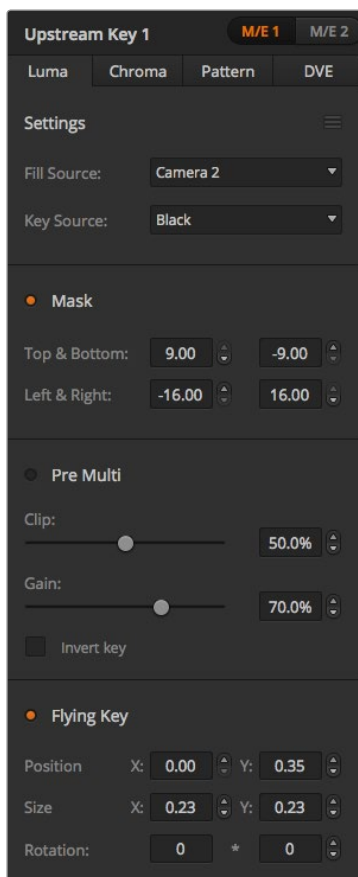 Upstream Key 1 M/E 1 M/E 2
Luma Chroma Pattern DVE
Settings
Fill Source: Camera 2
Key Source: Black
Mask
Top & Bottom: 9.00 -9.00
Left & Right: -16.00 16.00
Pre Multi
Clip:
50.0%
Gain:
70.0%
Invert key
Flying Key
Position X: 0.00 Y: 0.35
Size X: 0.23 Y: 0.23
Rotation: 0 * 0